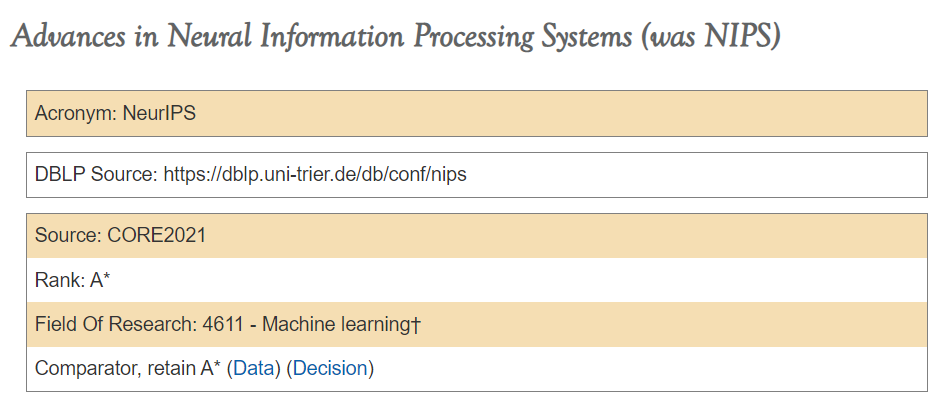 Advances in Neural Information Processing Systems (was NIPS)
Acronym: NeurIPS
DBLP Source: https://dblp.uni-trier.de/db/conf/nips
Source: CORE2021
Rank: A*
Field Of Research: 4611 - Machine learning†
Comparator, retain A* (Data) (Decision)